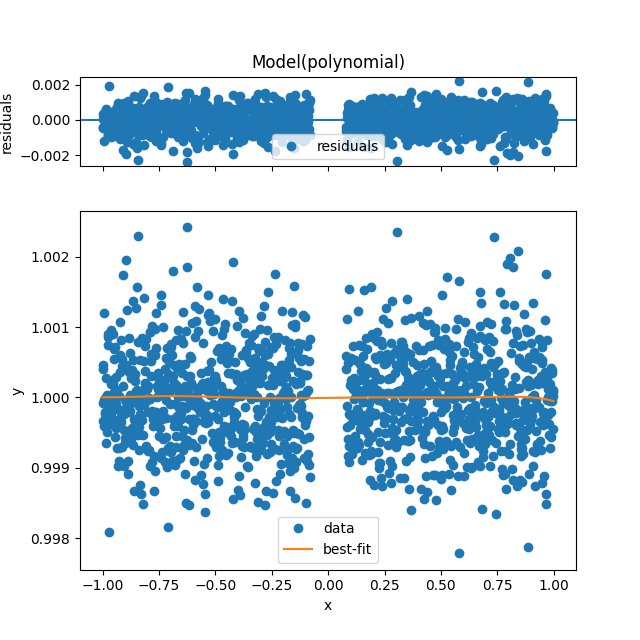 Model(polynomial)
0.002
0.000
−0.002
residuals
residuals
1.002
1.001
1.000
0.999
0.998
y
data
best-fit
−1.00 −0.75 −0.50 −0.25 0.00 0.25 0.50 0.75 1.00
x